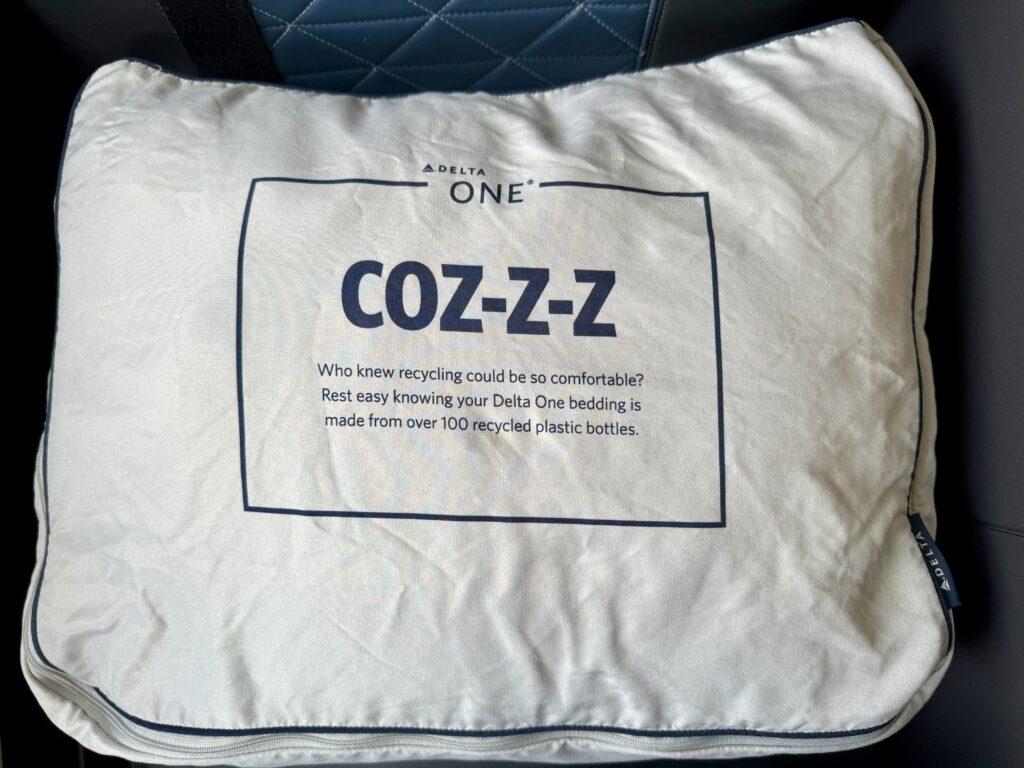 DELTA
ONE®
COZ-Z-Z
Who knew recycling could be so comfortable?
Rest easy knowing your Delta One bedding is
made from over 100 recycled plastic bottles.
DELTA